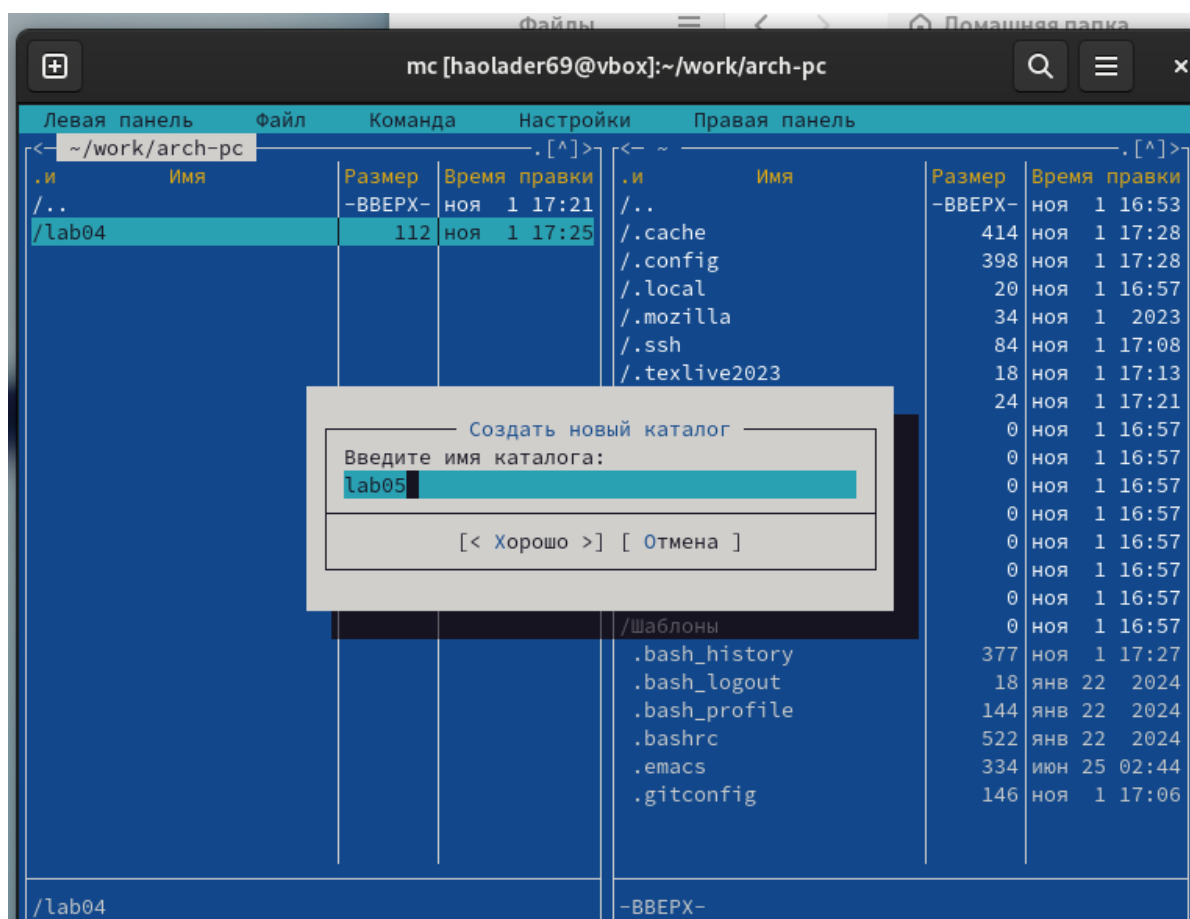 Файлы
Домашняя папка
mc [haolader69@vbox]:~/work/arch-pc
Левая панель Файл Команда Настройки Правая панель
<— ~/work/arch-pc .[^]> <— ~ .[^]>
.и Имя Размер Время правки .и Имя Размер Время правки
/.. -ВВЕРХ- ноя 1 17:21 /.. -ВВЕРХ- ноя 1 16:53
/lab04 112 ноя 1 17:25 /.cache 414 ноя 1 17:28
/.config 398 ноя 1 17:28
/.local 20 ноя 1 16:57
/.mozilla 34 ноя 1 2023
/.ssh 84 ноя 1 17:08
/.texlive2023 18 ноя 1 17:13
24 ноя 1 17:21
Создать новый каталог 0 ноя 1 16:57
Введите имя каталога: 0 ноя 1 16:57
lab05 0 ноя 1 16:57
0 ноя 1 16:57
[< Хорошо >] [ Отмена ] 0 ноя 1 16:57
0 ноя 1 16:57
0 ноя 1 16:57
/Шаблоны 0 ноя 1 16:57
.bash_history 377 ноя 1 17:27
.bash_logout 18 янв 22 2024
.bash_profile 144 янв 22 2024
.bashrc 522 янв 22 2024
.emacs 334 июн 25 02:44
.gitconfig 146 ноя 1 17:06
/lab04 -ВВЕРХ-